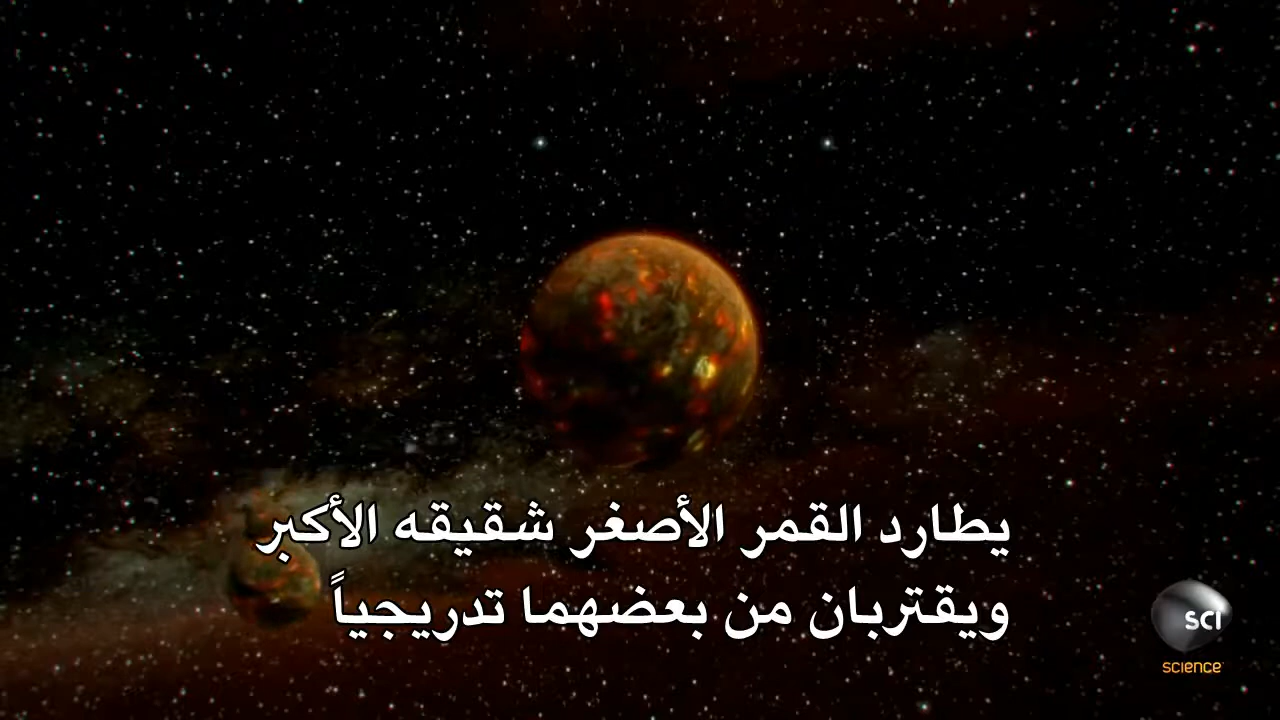 يطارد القمر الأصغر شقيقه الأكبر
ويقتربان من بعضهما تدريجياً
SCI
SCIENCE